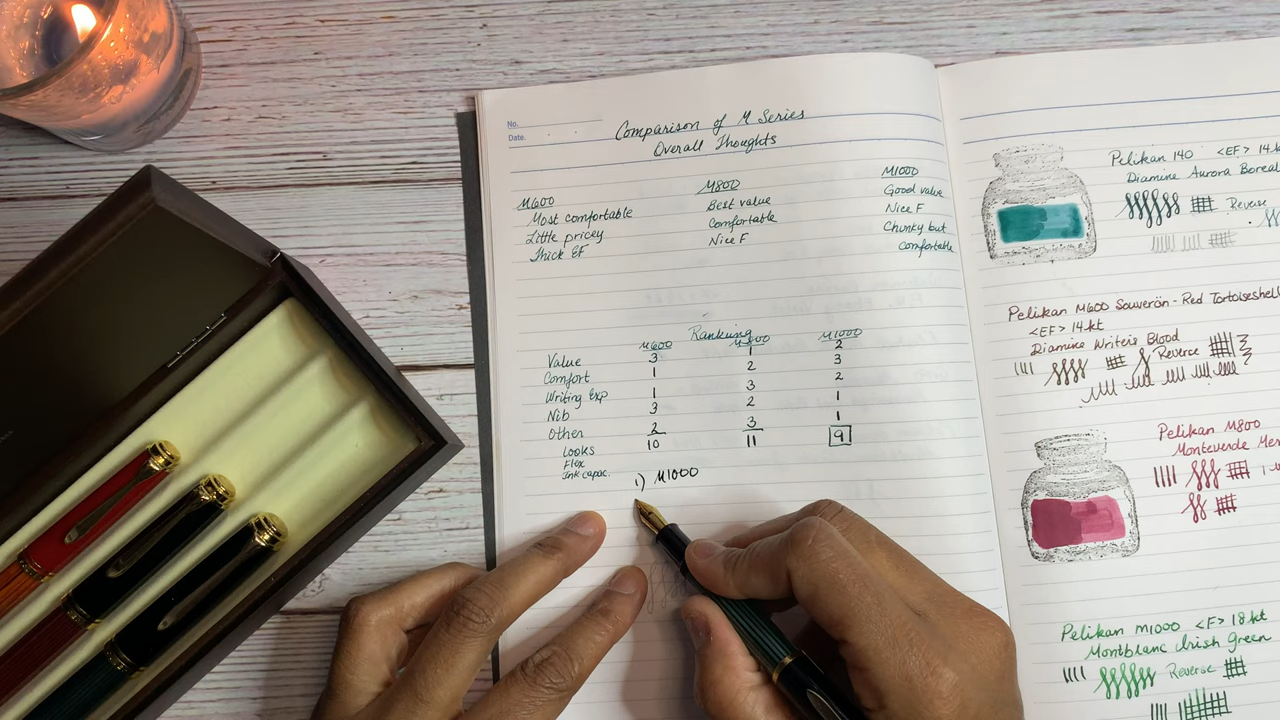 No.
Date.
Comparison of M Series
Overall Thoughts
M600
Most comfortable
Little pricey
Thick EF
M800
Best value
Comfortable
Nice F
M1000
Good value
Nice F
Chunky but
comfortable
Ranking
M600 M800 M1000
Value 3 1 2
Comfort 1 2 3
Writing Exp 1 3 2
Nib 3 2 1
Other 2 3 1
Looks 10 11 9
Flex
Ink capac.
1) M1000
Pelikan 140 <EF> 14k
Diamine Aurora Boreal
Reverse
Pelikan M600 Souverän - Red Tortoiseshell
<EF> 14kt
Diamine Writer's Blood
Reverse
Pelikan M800
Monteverde Mer
Pelikan M1000 <F> 18kt
Montblanc Irish Green
Reverse